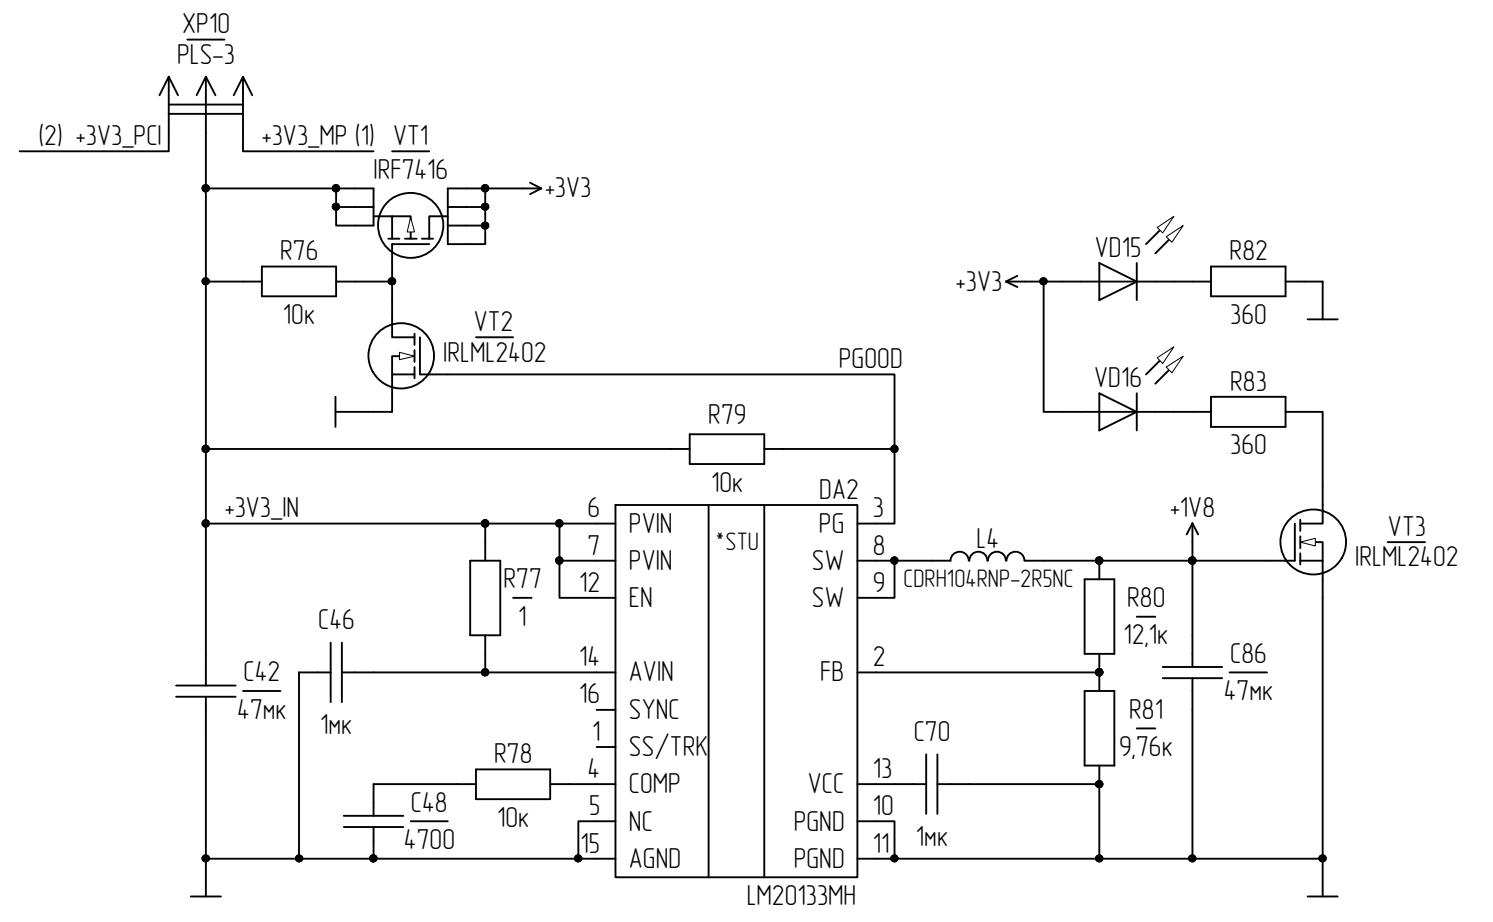 XP10
PLS-3
(2) +3V3_PCI
+3V3_MP (1)
VT1
IRF7416
+3V3
R76
10к
VT2
IRLML2402
PGOOD
R79
10к
+3V3
VD15
R82
360
VD16
R83
360
+3V3_IN
DA2
*STU
6 PVIN
7 PVIN
12 EN
14 AVIN
16 SYNC
1 SS/TRK
4 COMP
5 NC
15 AGND
PG 3
SW 8
SW 9
FB 2
VCC 13
PGND 10
PGND 11
LM20133MH
R77
1
C46
1мк
C42
47мк
R78
10к
C48
4700
L4
CDRH104RNP-2R5NC
+1V8
VT3
IRLML2402
R80
12,1к
R81
9,76к
C86
47мк
C70
1мк